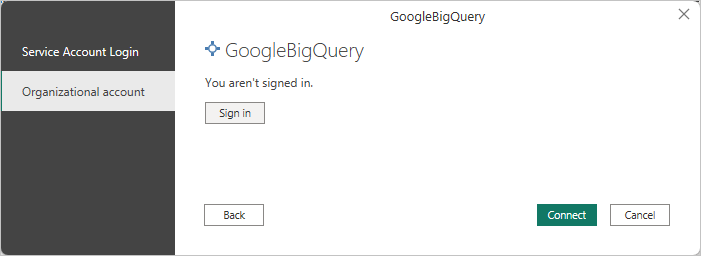 GoogleBigQuery
Service Account Login
Organizational account
GoogleBigQuery
You aren't signed in.
Sign in
Back
Connect
Cancel